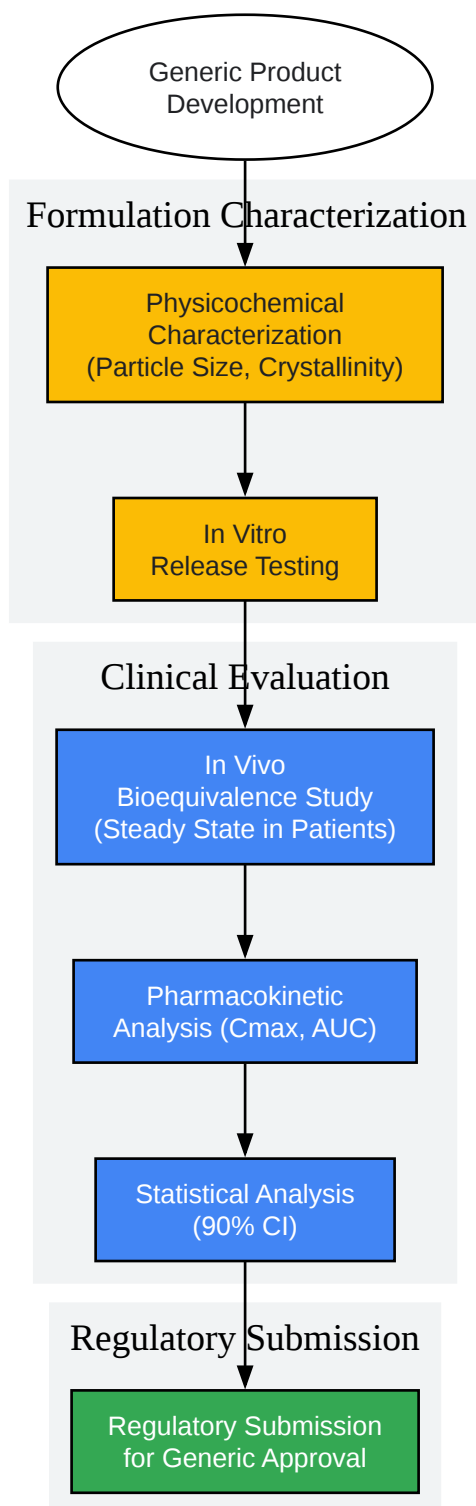 Generic Product
Development
Formulation Characterization
Physicochemical
Characterization
(Particle Size, Crystallinity)
In Vitro
Release Testing
Clinical Evaluation
In Vivo
Bioequivalence Study
(Steady State in Patients)
Pharmacokinetic
Analysis (Cmax, AUC)
Statistical Analysis
(90% CI)
Regulatory Submission
Regulatory Submission
for Generic Approval